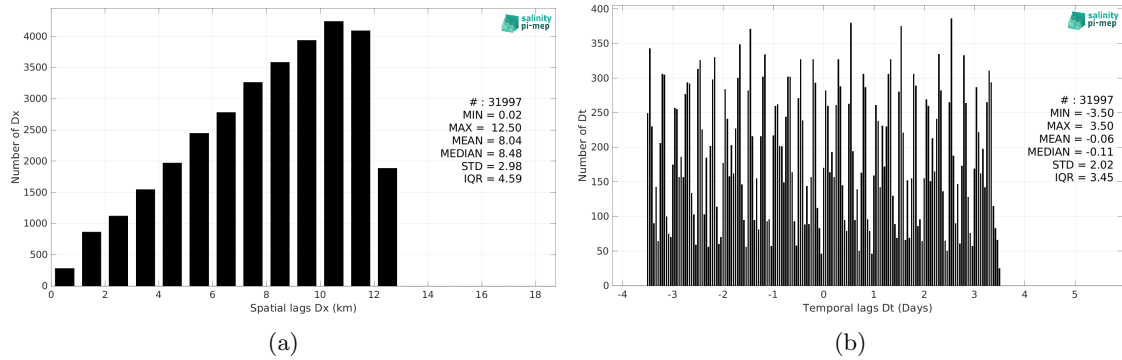 salinity
pi-mep
4000
3500
3000
2500
2000
1500
1000
500
0
Number of Dx
# : 31997
MIN = 0.02
MAX = 12.50
MEAN = 8.04
MEDIAN = 8.48
STD = 2.98
IQR = 4.59
0 2 4 6 8 10 12 14 16 18
Spatial lags Dx (km)
(a)
salinity
pi-mep
400
350
300
250
200
150
100
50
0
Number of Dt
# : 31997
MIN = -3.50
MAX = 3.50
MEAN = -0.06
MEDIAN = -0.11
STD = 2.02
IQR = 3.45
-4 -3 -2 -1 0 1 2 3 4 5
Temporal lags Dt (Days)
(b)